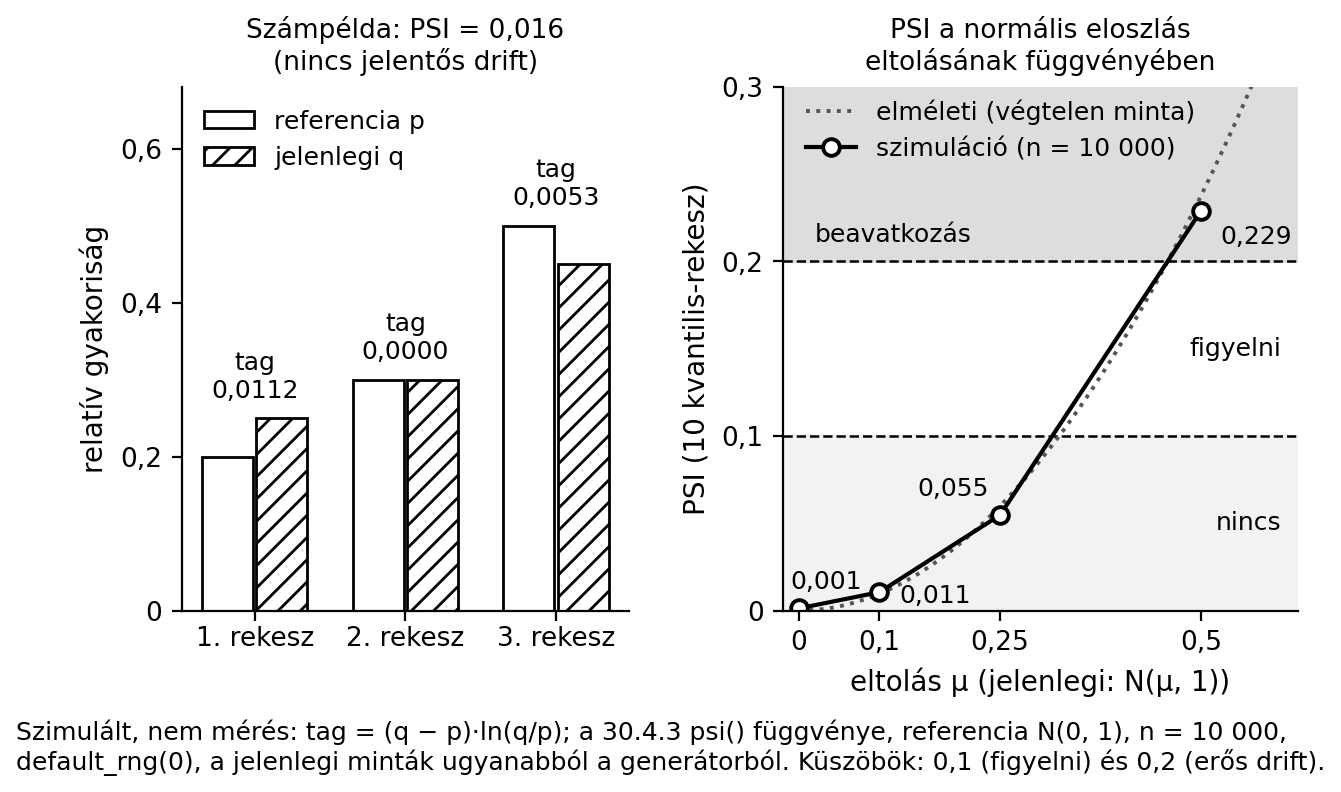 Számpélda: PSI = 0,016
(nincs jelentős drift)
referencia p
jelenlegi q
relatív gyakoriság
0,6
0,4
0,2
0
tag
0,0112
tag
0,0000
tag
0,0053
1. rekesz
2. rekesz
3. rekesz
PSI a normális eloszlás
eltolásának függvényében
elméleti (végtelen minta)
szimuláció (n = 10 000)
PSI (10 kvantilis-rekesz)
0,3
0,2
0,1
0
beavatkozás
figyelni
nincs
0,001
0,011
0,055
0,229
0
0,1
0,25
0,5
eltolás μ (jelenlegi: N(μ, 1))
Szimulált, nem mérés: tag = (q − p)·ln(q/p); a 30.4.3 psi() függvénye, referencia N(0, 1), n = 10 000,
default_rng(0), a jelenlegi minták ugyanabból a generátorból. Küszöbök: 0,1 (figyelni) és 0,2 (erős drift).